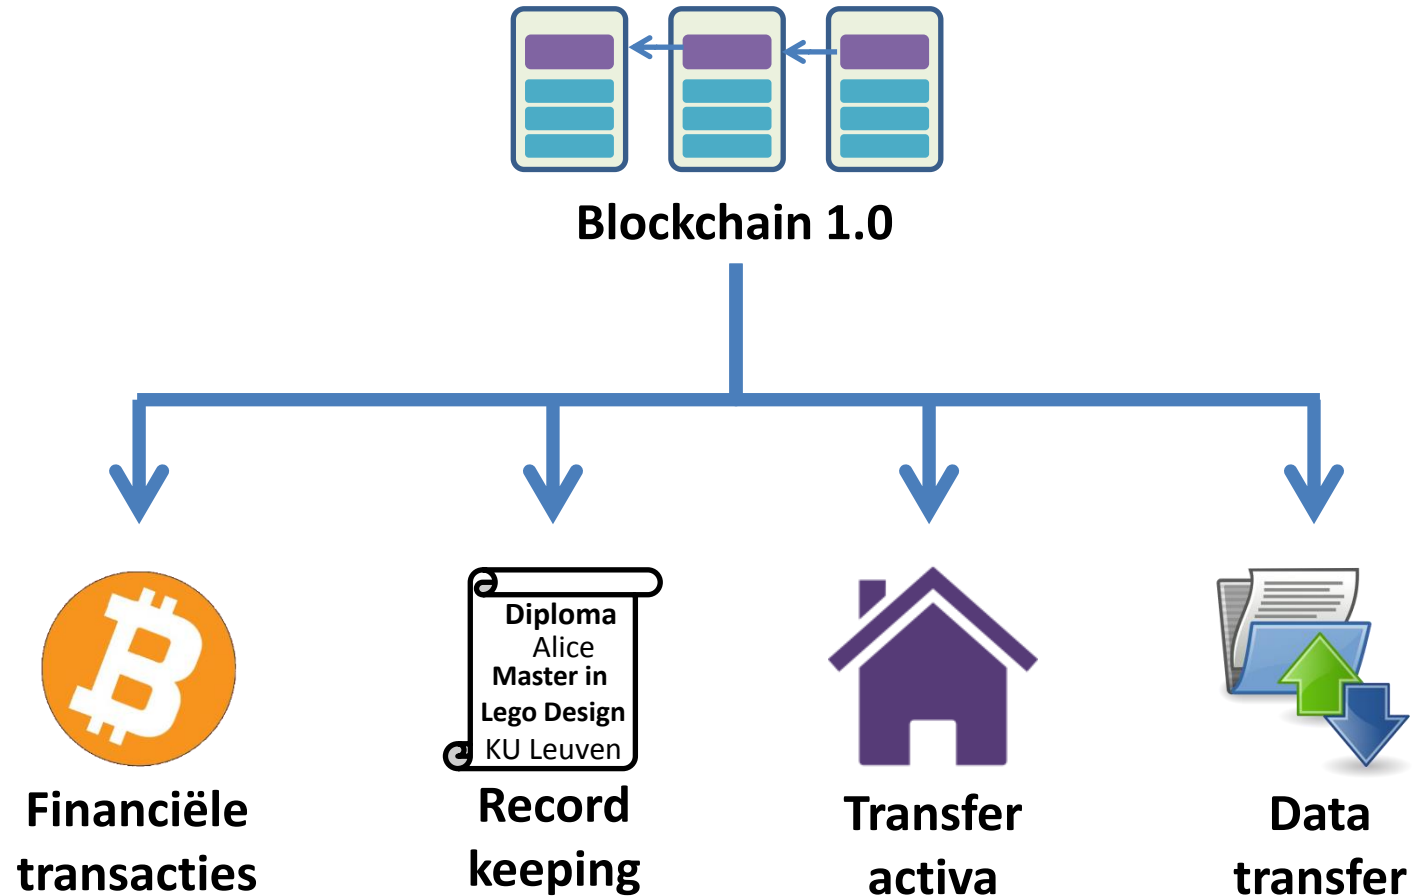 Blockchain 1.0
Diploma
Alice
Master in
Lego Design
KU Leuven
Financiële
transacties
Record
keeping
Transfer
activa
Data
transfer